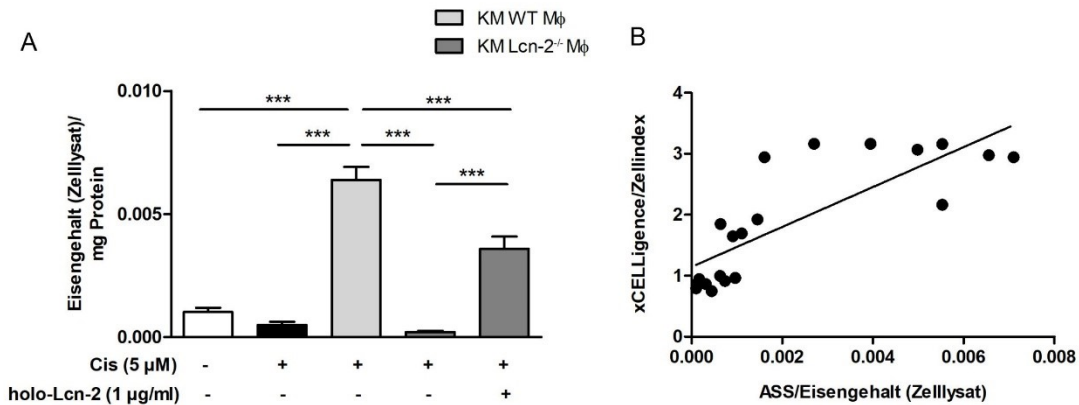 KM WT Mϕ
KM Lcn-2-/- Mϕ
A
Eisengehalt (Zelllysat)/
mg Protein
0.010
0.005
0.000
***
***
***
***
***
Cis (5 µM) - + + + +
holo-Lcn-2 (1 µg/ml) - - - - +
B
xCELLigence/Zellindex
4
3
2
1
0
0.000 0.002 0.004 0.006 0.008
ASS/Eisengehalt (Zelllysat)